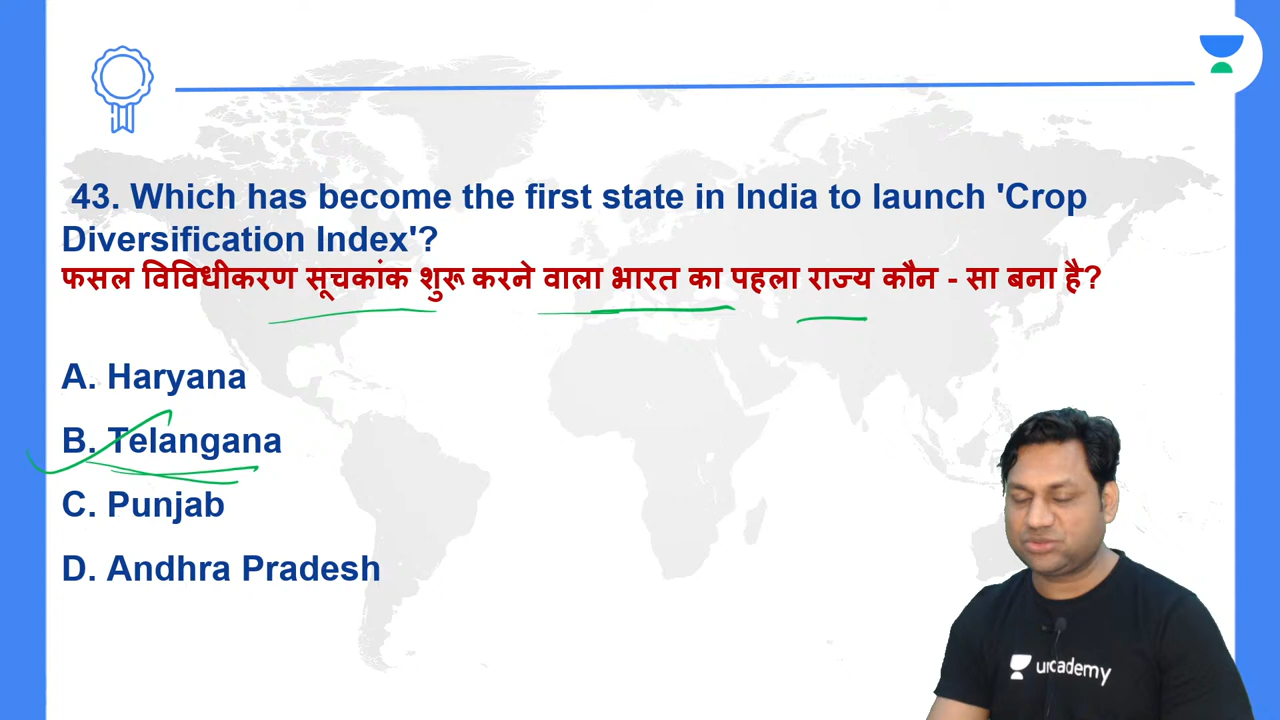 43. Which has become the first state in India to launch 'Crop
Diversification Index'?
फसल विविधीकरण सूचकांक शुरू करने वाला भारत का पहला राज्य कौन - सा बना है?
A. Haryana
B. Telangana
C. Punjab
D. Andhra Pradesh